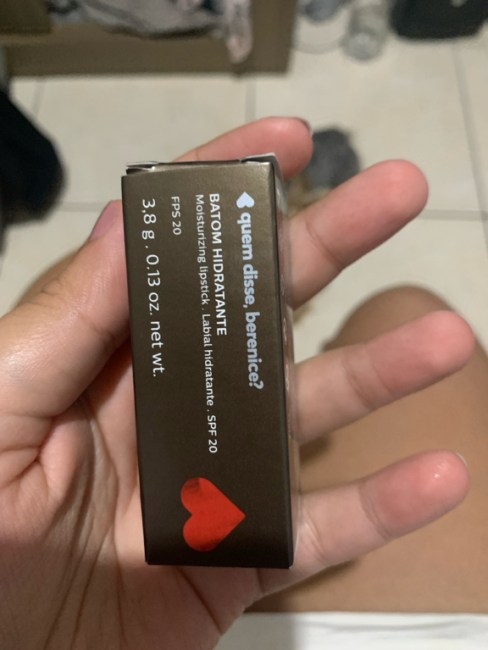 quem disse, berenice?
BATOM HIDRATANTE
Moisturizing lipstick . Labial hidratante . SPF 20
FPS 20
3,8 g . 0.13 oz. net wt.